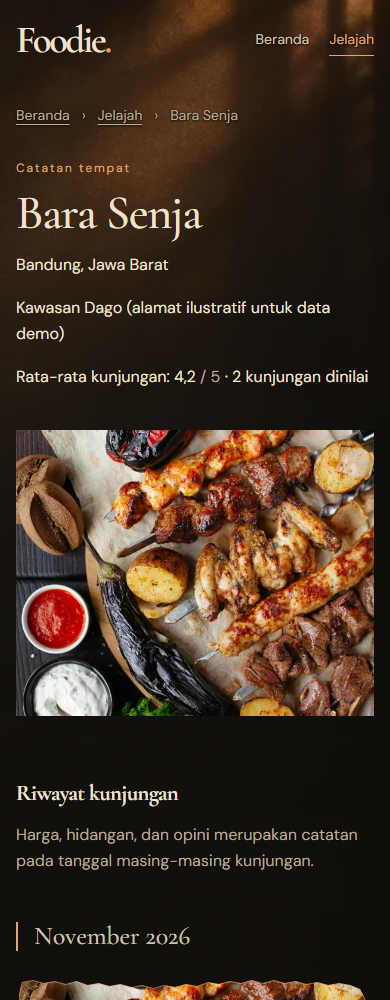 Foodie.
Beranda Jelajah
Beranda › Jelajah › Bara Senja
Catatan tempat
Bara Senja
Bandung, Jawa Barat
Kawasan Dago (alamat ilustratif untuk data
demo)
Rata-rata kunjungan: 4,2 / 5 · 2 kunjungan dinilai
Riwayat kunjungan
Harga, hidangan, dan opini merupakan catatan
pada tanggal masing-masing kunjungan.
November 2026